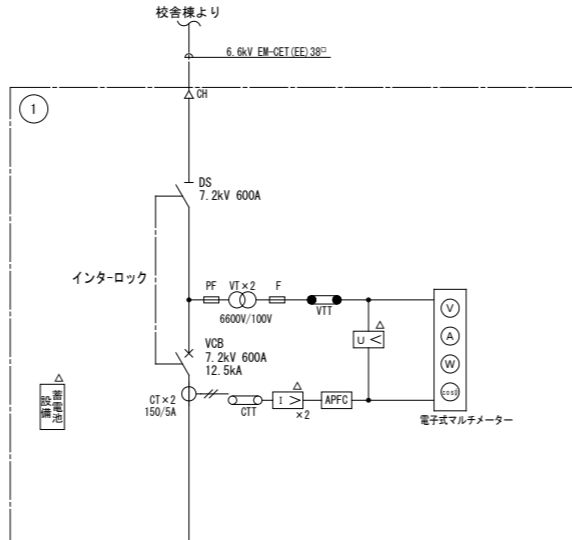 校舎棟より
6.6kV EM-CET(EE)38□
1
CH
DS
7.2kV 600A
インターロック
PF VT×2 F
VTT
6600V/100V
V
A
W
cosθ
U <
△
VCB
7.2kV 600A
12.5kA
△
蓄電池
設備
CT×2
150/5A
CTT
I >
△
×2
APFC
電子式マルチメーター